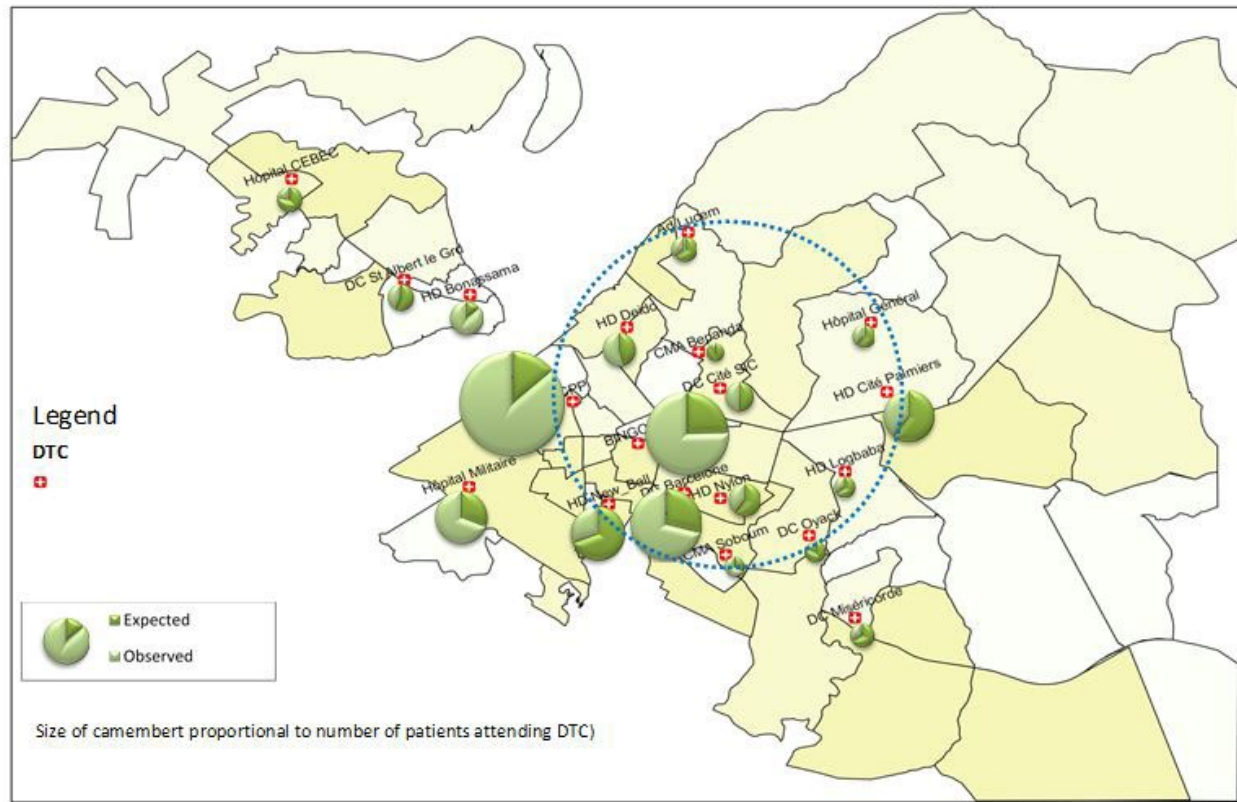 Hôpital CEBEC
Ad Lucem
DC St Albert le Grd
HD Bonassama
HD Deido
Hôpital Général
CMA Bepanda
DC Cité SIC
HD Cité Palmiers
CPP
Legend
DTC
BINGO
Hôpital Militaire
HD New_Bell
Barcelone
HD Nylon
HD Logbaba
CMA Soboum
DC Oyack
DC Miséricorde
Expected
Observed
Size of camembert proportional to number of patients attending DTC)